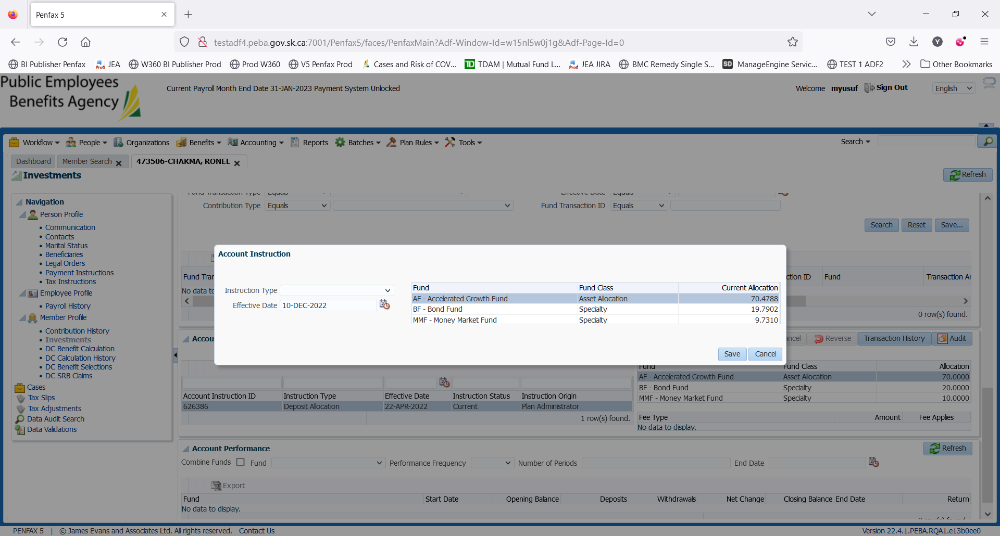 Penfax 5
testadf4.peba.gov.sk.ca:7001/Penfax5/faces/PenfaxMain?Adf-Window-Id=w15nl5w0j1g&Adf-Page-Id=0
Y
BI Publisher Penfax JEA W360 BI Publisher Prod Prod W360 V5 Penfax Prod Cases and Risk of COV... TDAM | Mutual Fund L... JEA JIRA BMC Remedy Single S... ManageEngine Servic... TEST 1 ADF2 Other Bookmarks
Public Employees
Benefits Agency
Current Payroll Month End Date 31-JAN-2023 Payment System Unlocked
Welcome myusuf Sign Out English
Workflow People Organizations Benefits Accounting Reports Batches Plan Rules Tools Search
Dashboard Member Search 473506-CHAKMA, RONEL
Investments Refresh
Navigation
Person Profile
Communication
Contacts
Marital Status
Beneficiaries
Legal Orders
Payment Instructions
Tax Instructions
Employee Profile
Payroll History
Member Profile
Contribution History
Investments
DC Benefit Calculation
DC Calculation History
DC Benefit Selections
DC SRB Claims
Cases
Tax Slips
Tax Adjustments
Data Audit Search
Data Validations
Fund Transaction Type Equals Effective Date Equals
Contribution Type Equals Fund Transaction ID Equals
Search Reset Save...
Fund Tran ction ID Fund Transaction Ar
No data to
0 row(s) found.
Account Instruction
Instruction Type
Effective Date 10-DEC-2022
Fund Fund Class Current Allocation
AF - Accelerated Growth Fund Asset Allocation 70.4788
BF - Bond Fund Specialty 19.7902
MMF - Money Market Fund Specialty 9.7310
Save Cancel
Accou ncel Reverse Transaction History Audit
Account Instruction ID Instruction Type Effective Date Instruction Status Instruction Origin
626386 Deposit Allocation 22-APR-2022 Current Plan Administrator
1 row(s) found.
Fund Fund Class Allocation
AF - Accelerated Growth Fund Asset Allocation 70.0000
BF - Bond Fund Specialty 20.0000
MMF - Money Market Fund Specialty 10.0000
Fee Type Amount Fee Applies
No data to display.
Account Performance Refresh
Combine Funds Fund Performance Frequency Number of Periods End Date
Export
Fund Start Date Opening Balance Deposits Withdrawals Net Change Closing Balance End Date Return
No data to display.
0 row(s) found.
PENFAX 5 | © James Evans and Associates Ltd. All rights reserved. Contact Us Version 22.4.1.PEBA.RQA1.e13b0ee0